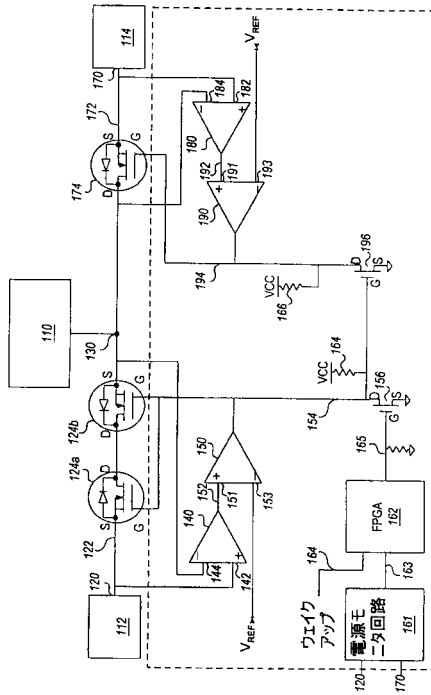 114
170
172
S
G
D
174
184
182
−
+
180
192
191
193
+
−
190
VREF
194
VCC
166
D
S
G
196
110
130
124b
S
G
D
124a
D
G
S
122
120
112
140
144
142
−
+
150
152
151
153
+
−
VREF
154
VCC
164
D
G
S
156
165
FPGA
162
164
163
ウェイク
アップ
電源モ
ニタ回路
161
120
170